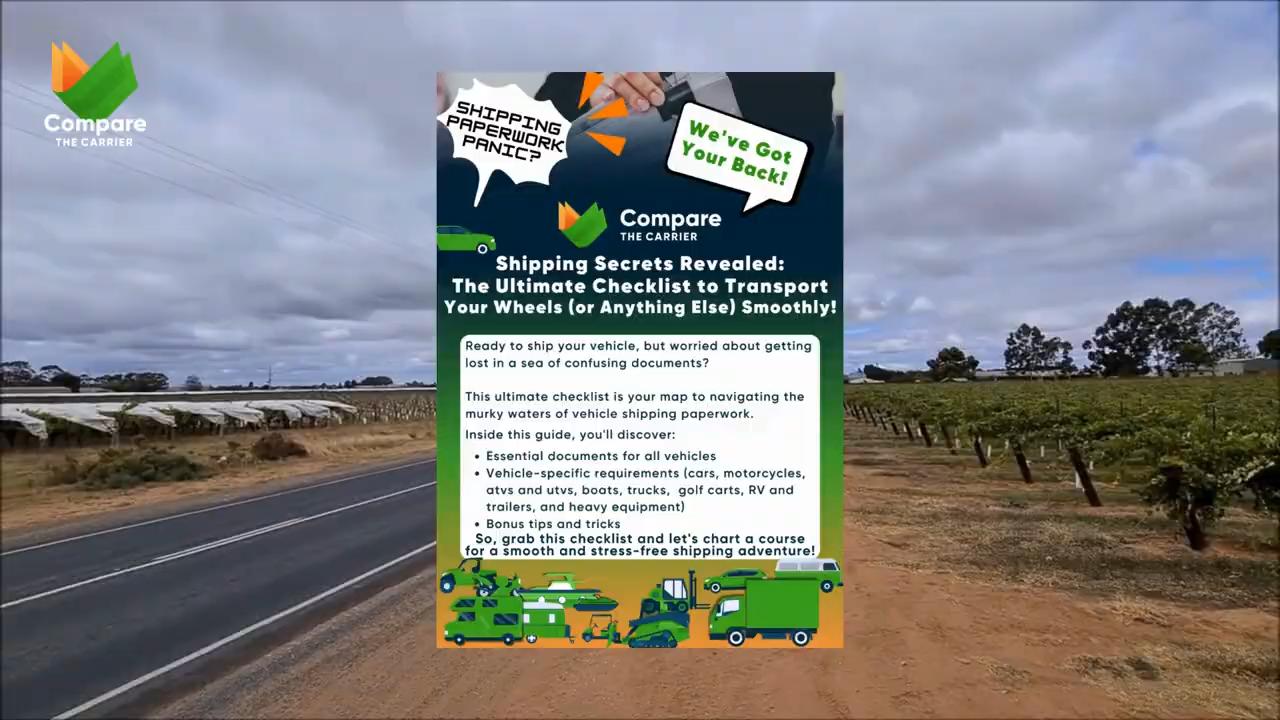 Compare
THE CARRIER
SHIPPING
PAPERWORK
PANIC?
We've Got
Your Back!
Compare
THE CARRIER
Shipping Secrets Revealed:
The Ultimate Checklist to Transport
Your Wheels (or Anything Else) Smoothly!
Ready to ship your vehicle, but worried about getting
lost in a sea of confusing documents?
This ultimate checklist is your map to navigating the
murky waters of vehicle shipping paperwork.
Inside this guide, you'll discover:
• Essential documents for all vehicles
• Vehicle-specific requirements (cars, motorcycles,
atvs and utvs, boats, trucks, golf carts, RV and
trailers, and heavy equipment)
• Bonus tips and tricks
So, grab this checklist and let's chart a course
for a smooth and stress-free shipping adventure!